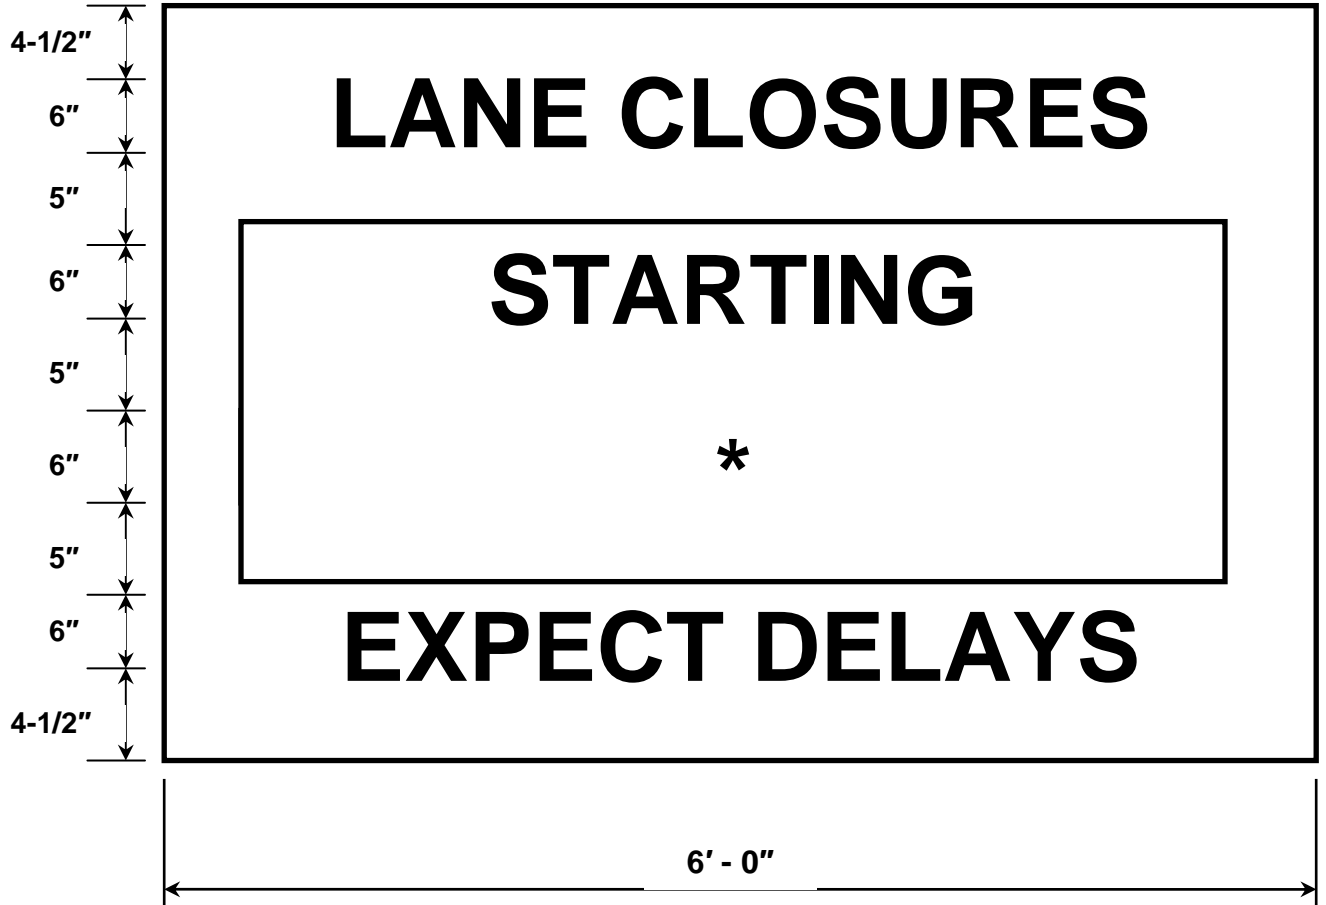 4-1/2"
LANE CLOSURES
6"
5"
STARTING
6"
5"
*
6"
5"
EXPECT DELAYS
6"
4-1/2"
6' - 0"